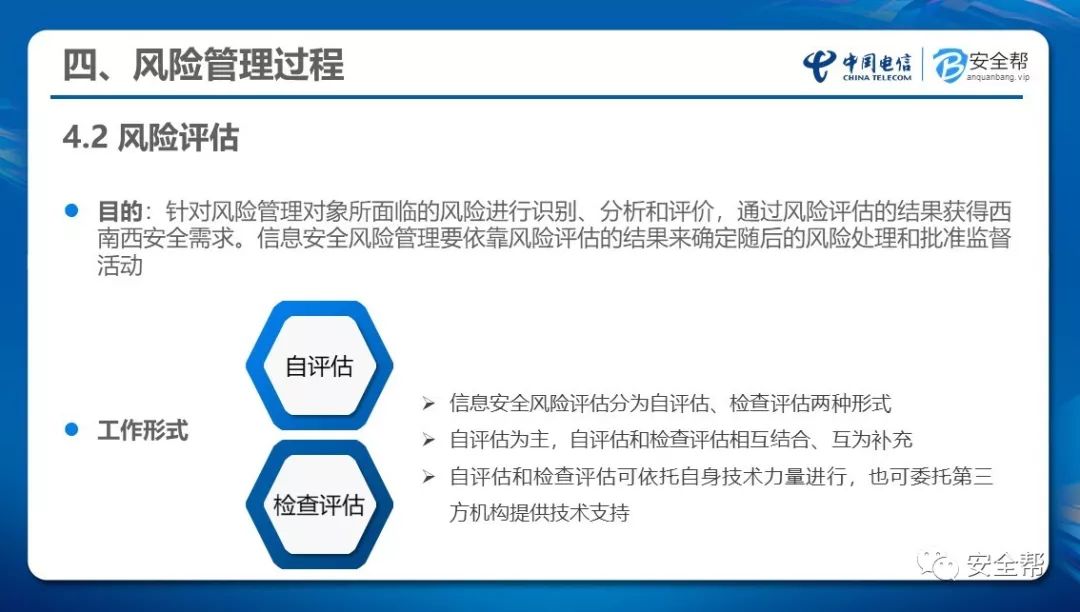 四、风险管理过程
中国电信
CHINA TELECOM
安全帮
anquanbang.vip
4.2 风险评估
目的：针对风险管理对象所面临的风险进行识别、分析和评价，通过风险评估的结果获得西
南西安全需求。信息安全风险管理要依靠风险评估的结果来确定随后的风险处理和批准监督
活动
自评估
工作形式
检查评估
信息安全风险评估分为自评估、检查评估两种形式
自评估为主，自评估和检查评估相互结合、互为补充
自评估和检查评估可依托自身技术力量进行，也可委托第三
方机构提供技术支持
安全帮